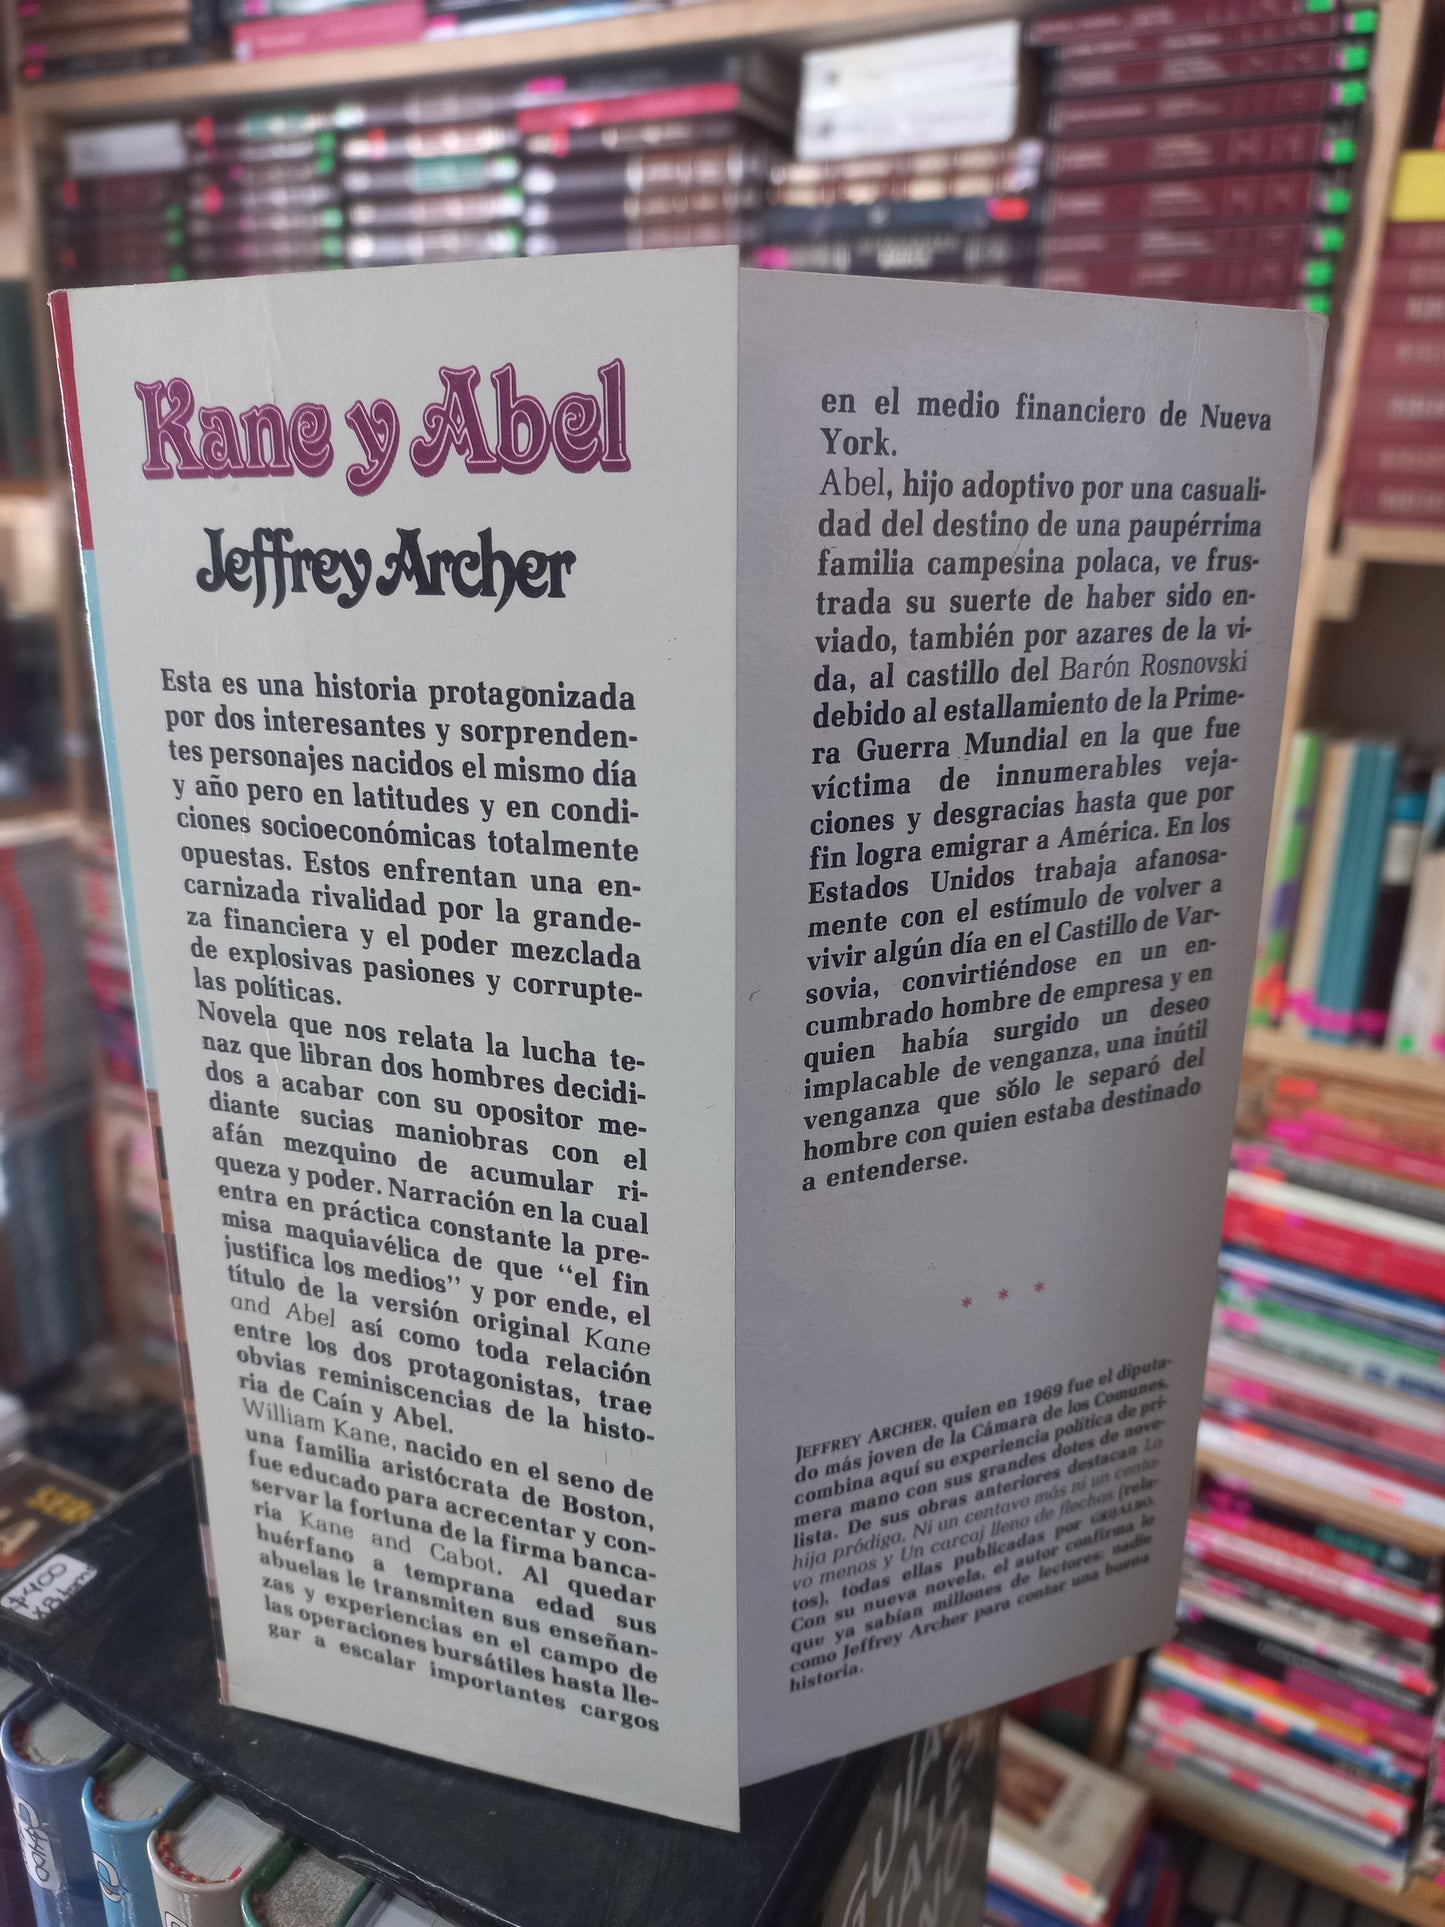 Kane y Abel
Jeffrey Archer
Esta es una historia protagonizada
por dos interesantes y sorprenden-
tes personajes nacidos el mismo día
y año pero en latitudes y en condi-
ciones socioeconómicas totalmente
opuestas. Estos enfrentan una en-
carnizada rivalidad por la grande-
za financiera y el poder mezclada
de explosivas pasiones y corrupte-
las políticas.
Novela que nos relata la lucha te-
naz que libran dos hombres decidi-
dos a acabar con su opositor me-
diante sucias maniobras con el
afán mezquino de acumular ri-
queza y poder. Narración en la cual
entra en práctica constante la pre-
misa maquiavélica de que “el fin
justifica los medios” y por ende, el
título de la versión original Kane
and Abel así como toda relación
entre los dos protagonistas, trae
obvias reminiscencias de la histo-
ria de Caín y Abel.
William Kane, nacido en el seno de
una familia aristócrata de Boston,
fue educado para acrecentar y con-
servar la fortuna de la firma banca-
ria Kane and Cabot. Al quedar
huérfano a temprana edad sus
abuelas le transmiten sus enseñan-
zas y experiencias en el campo de
las operaciones bursátiles hasta lle-
gar a escalar importantes cargos
en el medio financiero de Nueva
York.
Abel, hijo adoptivo por una casuali-
dad del destino de una paupérrima
familia campesina polaca, ve frus-
trada su suerte de haber sido en-
viado, también por azares de la vi-
da, al castillo del Barón Rosnovski
debido al estallamiento de la Prime-
ra Guerra Mundial en la que fue
víctima de innumerables veja-
ciones y desgracias hasta que por
fin logra emigrar a América. En los
Estados Unidos trabaja afanosa-
mente con el estímulo de volver a
vivir algún día en el Castillo de Var-
sovia, convirtiéndose en un en-
cumbrado hombre de empresa y en
quien había surgido un deseo
implacable de venganza, una inútil
venganza que sólo le separó del
hombre con quien estaba destinado
a entenderse.
* * *
JEFFREY ARCHER, quien en 1969 fue el diputa-
do más joven de la Cámara de los Comunes,
combina aquí su experiencia política de pri-
mera mano con sus grandes dotes de nove-
lista. De sus obras anteriores destacan La
hija pródiga, Ni un centavo más ni un centa-
vo menos y Un carcaj lleno de flechas (rela-
tos), todas ellas publicadas por GRIJALBO.
Con su nueva novela, el autor confirma lo
que ya sabían millones de lectores: nadie
como Jeffrey Archer para contar una buena
historia.